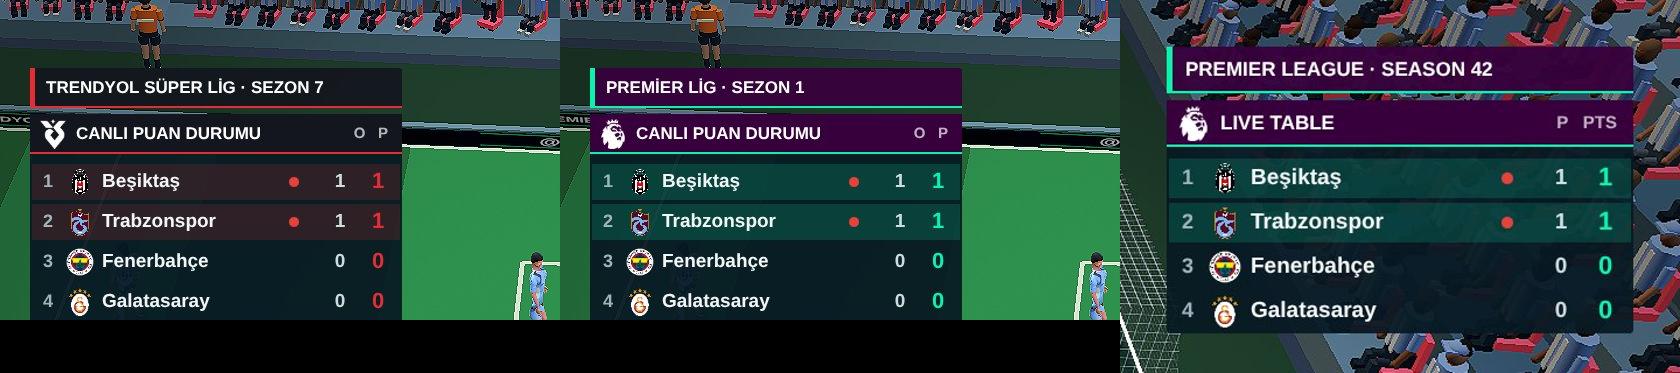 TRENDYOL SÜPER LİG · SEZON 7
CANLI PUAN DURUMU O P
1 Beşiktaş 1 1
2 Trabzonspor 1 1
3 Fenerbahçe 0 0
4 Galatasaray 0 0
PREMİER LİG · SEZON 1
CANLI PUAN DURUMU O P
1 Beşiktaş 1 1
2 Trabzonspor 1 1
3 Fenerbahçe 0 0
4 Galatasaray 0 0
PREMIER LEAGUE · SEASON 42
LIVE TABLE P PTS
1 Beşiktaş 1 1
2 Trabzonspor 1 1
3 Fenerbahçe 0 0
4 Galatasaray 0 0